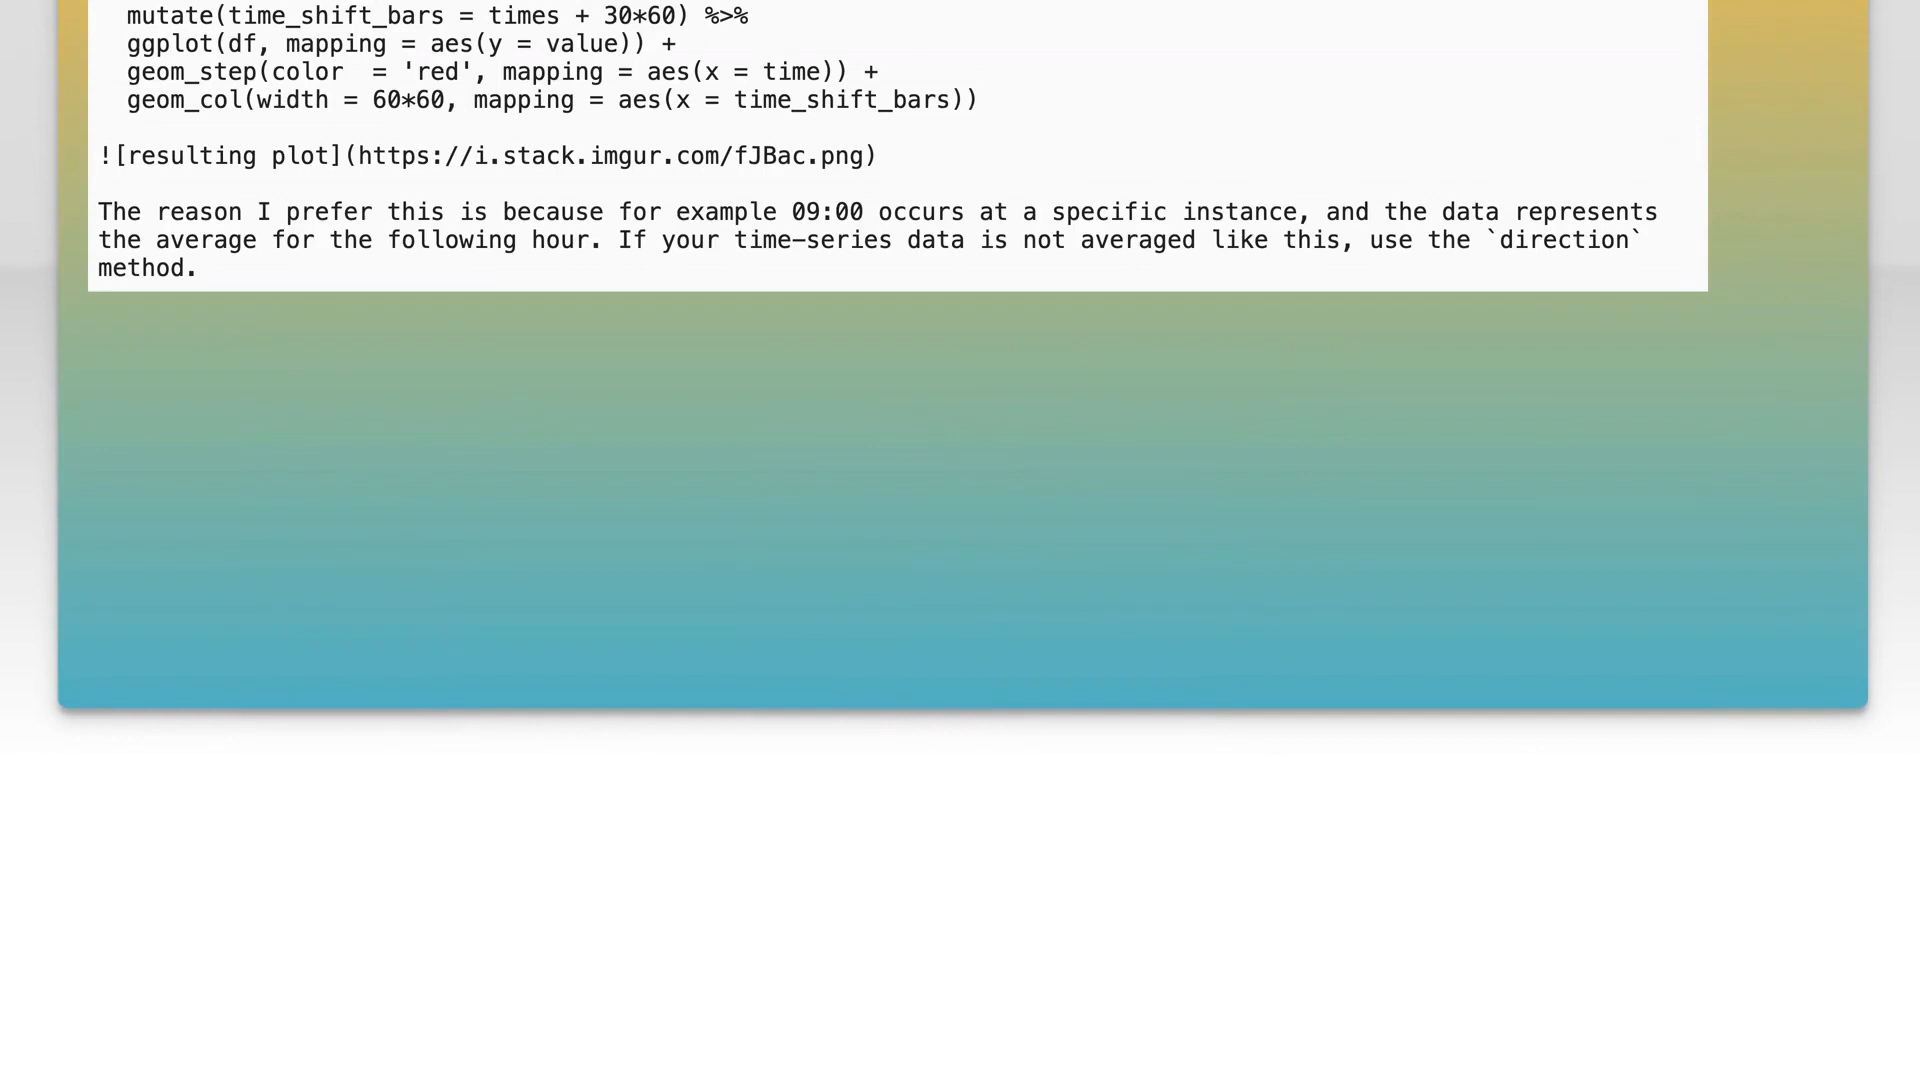 mutate(time_shift_bars = times + 30*60) %>%
ggplot(df, mapping = aes(y = value)) +
geom_step(color  = 'red', mapping = aes(x = time)) +
geom_col(width = 60*60, mapping = aes(x = time_shift_bars))
![resulting plot](https://i.stack.imgur.com/fJBac.png)
The reason I prefer this is because for example 09:00 occurs at a specific instance, and the data represents
the average for the following hour. If your time-series data is not averaged like this, use the `direction`
method.